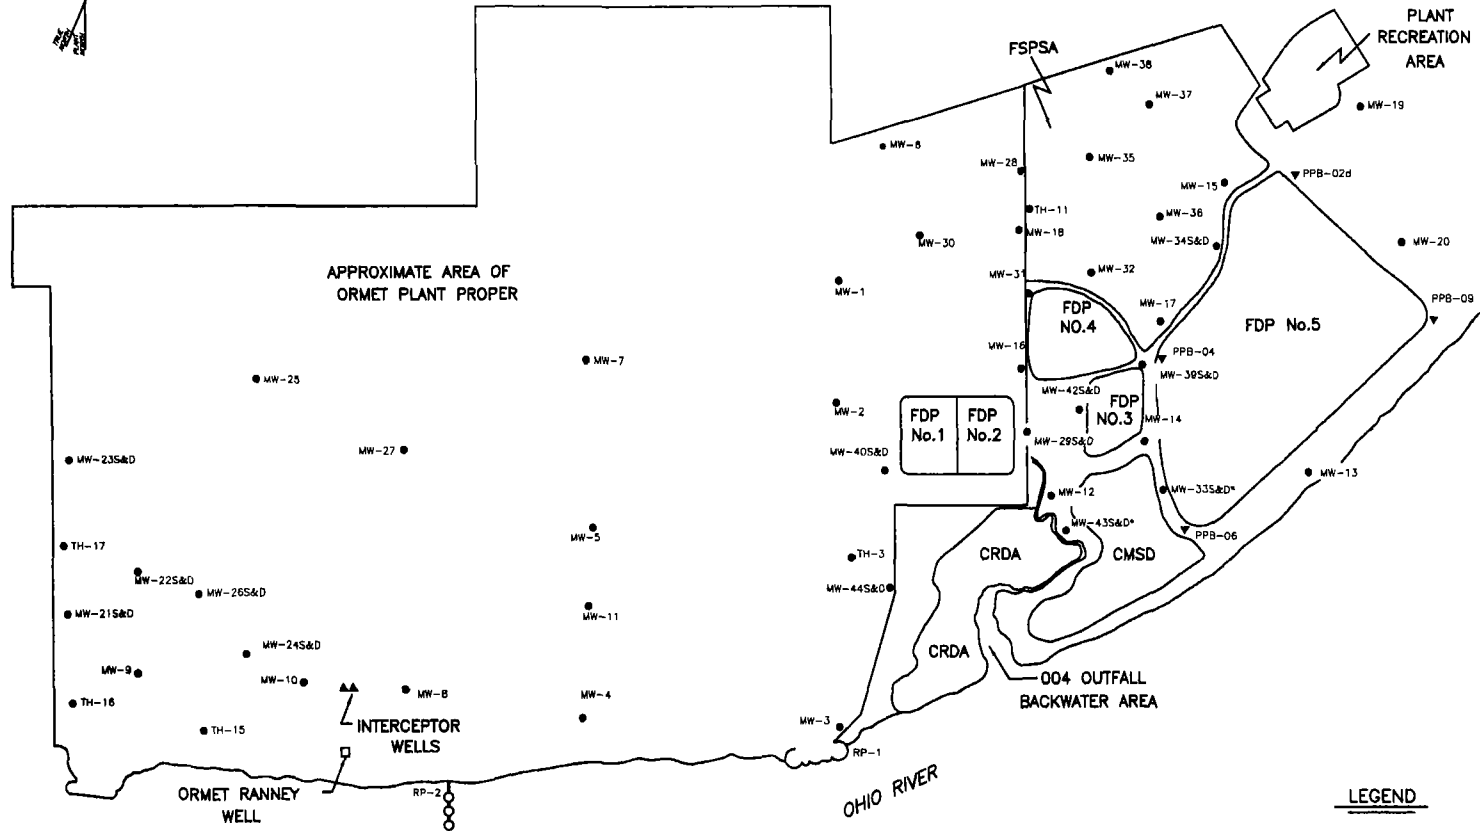 TRUE
NORTH
PLANT
NORTH
PLANT
RECREATION
AREA
FSPSA
MW-38
MW-37
MW-19
MW-6
MW-28
MW-35
MW-15
PPB-02d
TH-11
MW-18
MW-36
MW-34S&D
MW-20
MW-30
APPROXIMATE AREA OF
ORMET PLANT PROPER
MW-31
MW-32
MW-1
MW-17
PPB-09
FDP
NO.4
FDP No.5
MW-16
MW-7
PPB-04
MW-39S&D
MW-25
MW-42S&D
MW-2
FDP
No.1
FDP
No.2
FDP
NO.3
MW-14
MW-27
MW-29S&D
MW-40S&D
MW-23S&D
MW-13
MW-33S&D*
MW-12
MW-43S&D*
PPB-06
MW-5
TH-17
TH-3
CRDA
CMSD
MW-22S&D
MW-26S&D
MW-44S&D
MW-21S&D
MW-11
MW-24S&D
CRDA
MW-9
MW-10
MW-8
MW-4
004 OUTFALL
BACKWATER AREA
TH-16
TH-15
INTERCEPTOR
WELLS
MW-3
RP-1
ORMET RANNEY
WELL
RP-2
OHIO RIVER
LEGEND